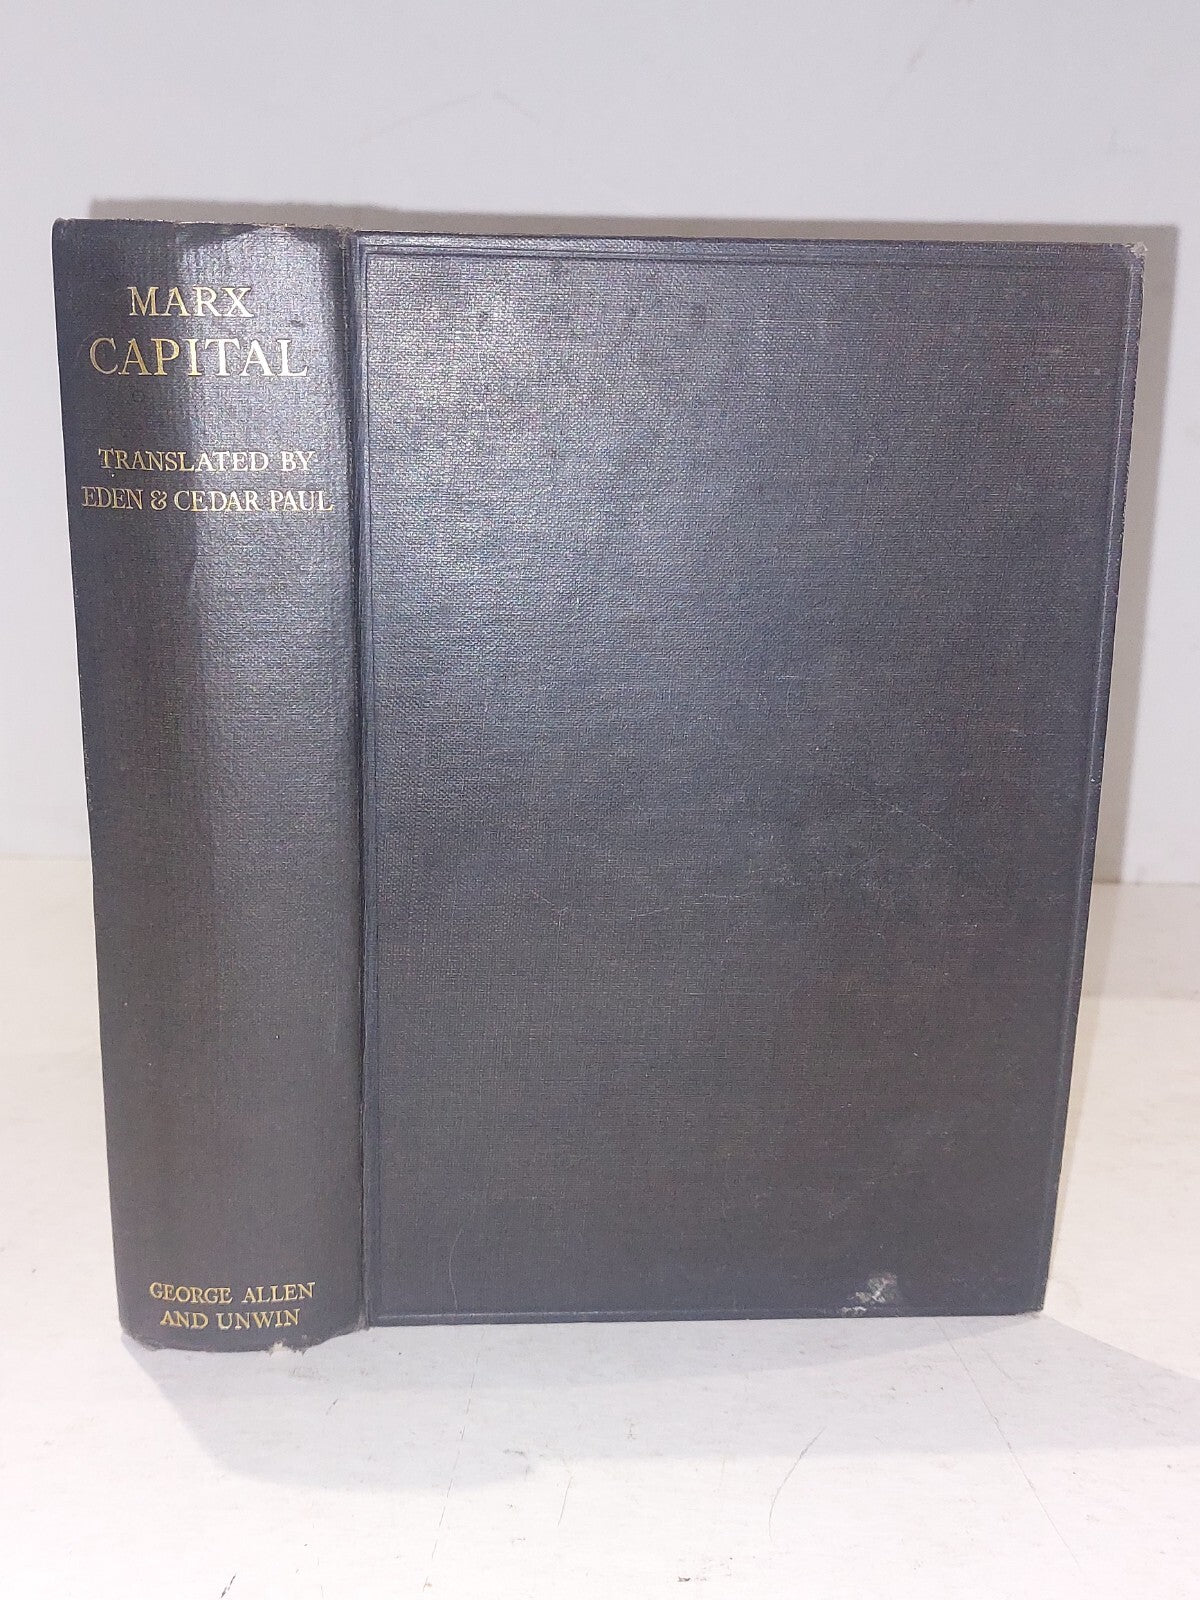 MARX
CAPITAL
TRANSLATED BY
EDEN & CEDAR PAUL
GEORGE ALLEN
AND UNWIN